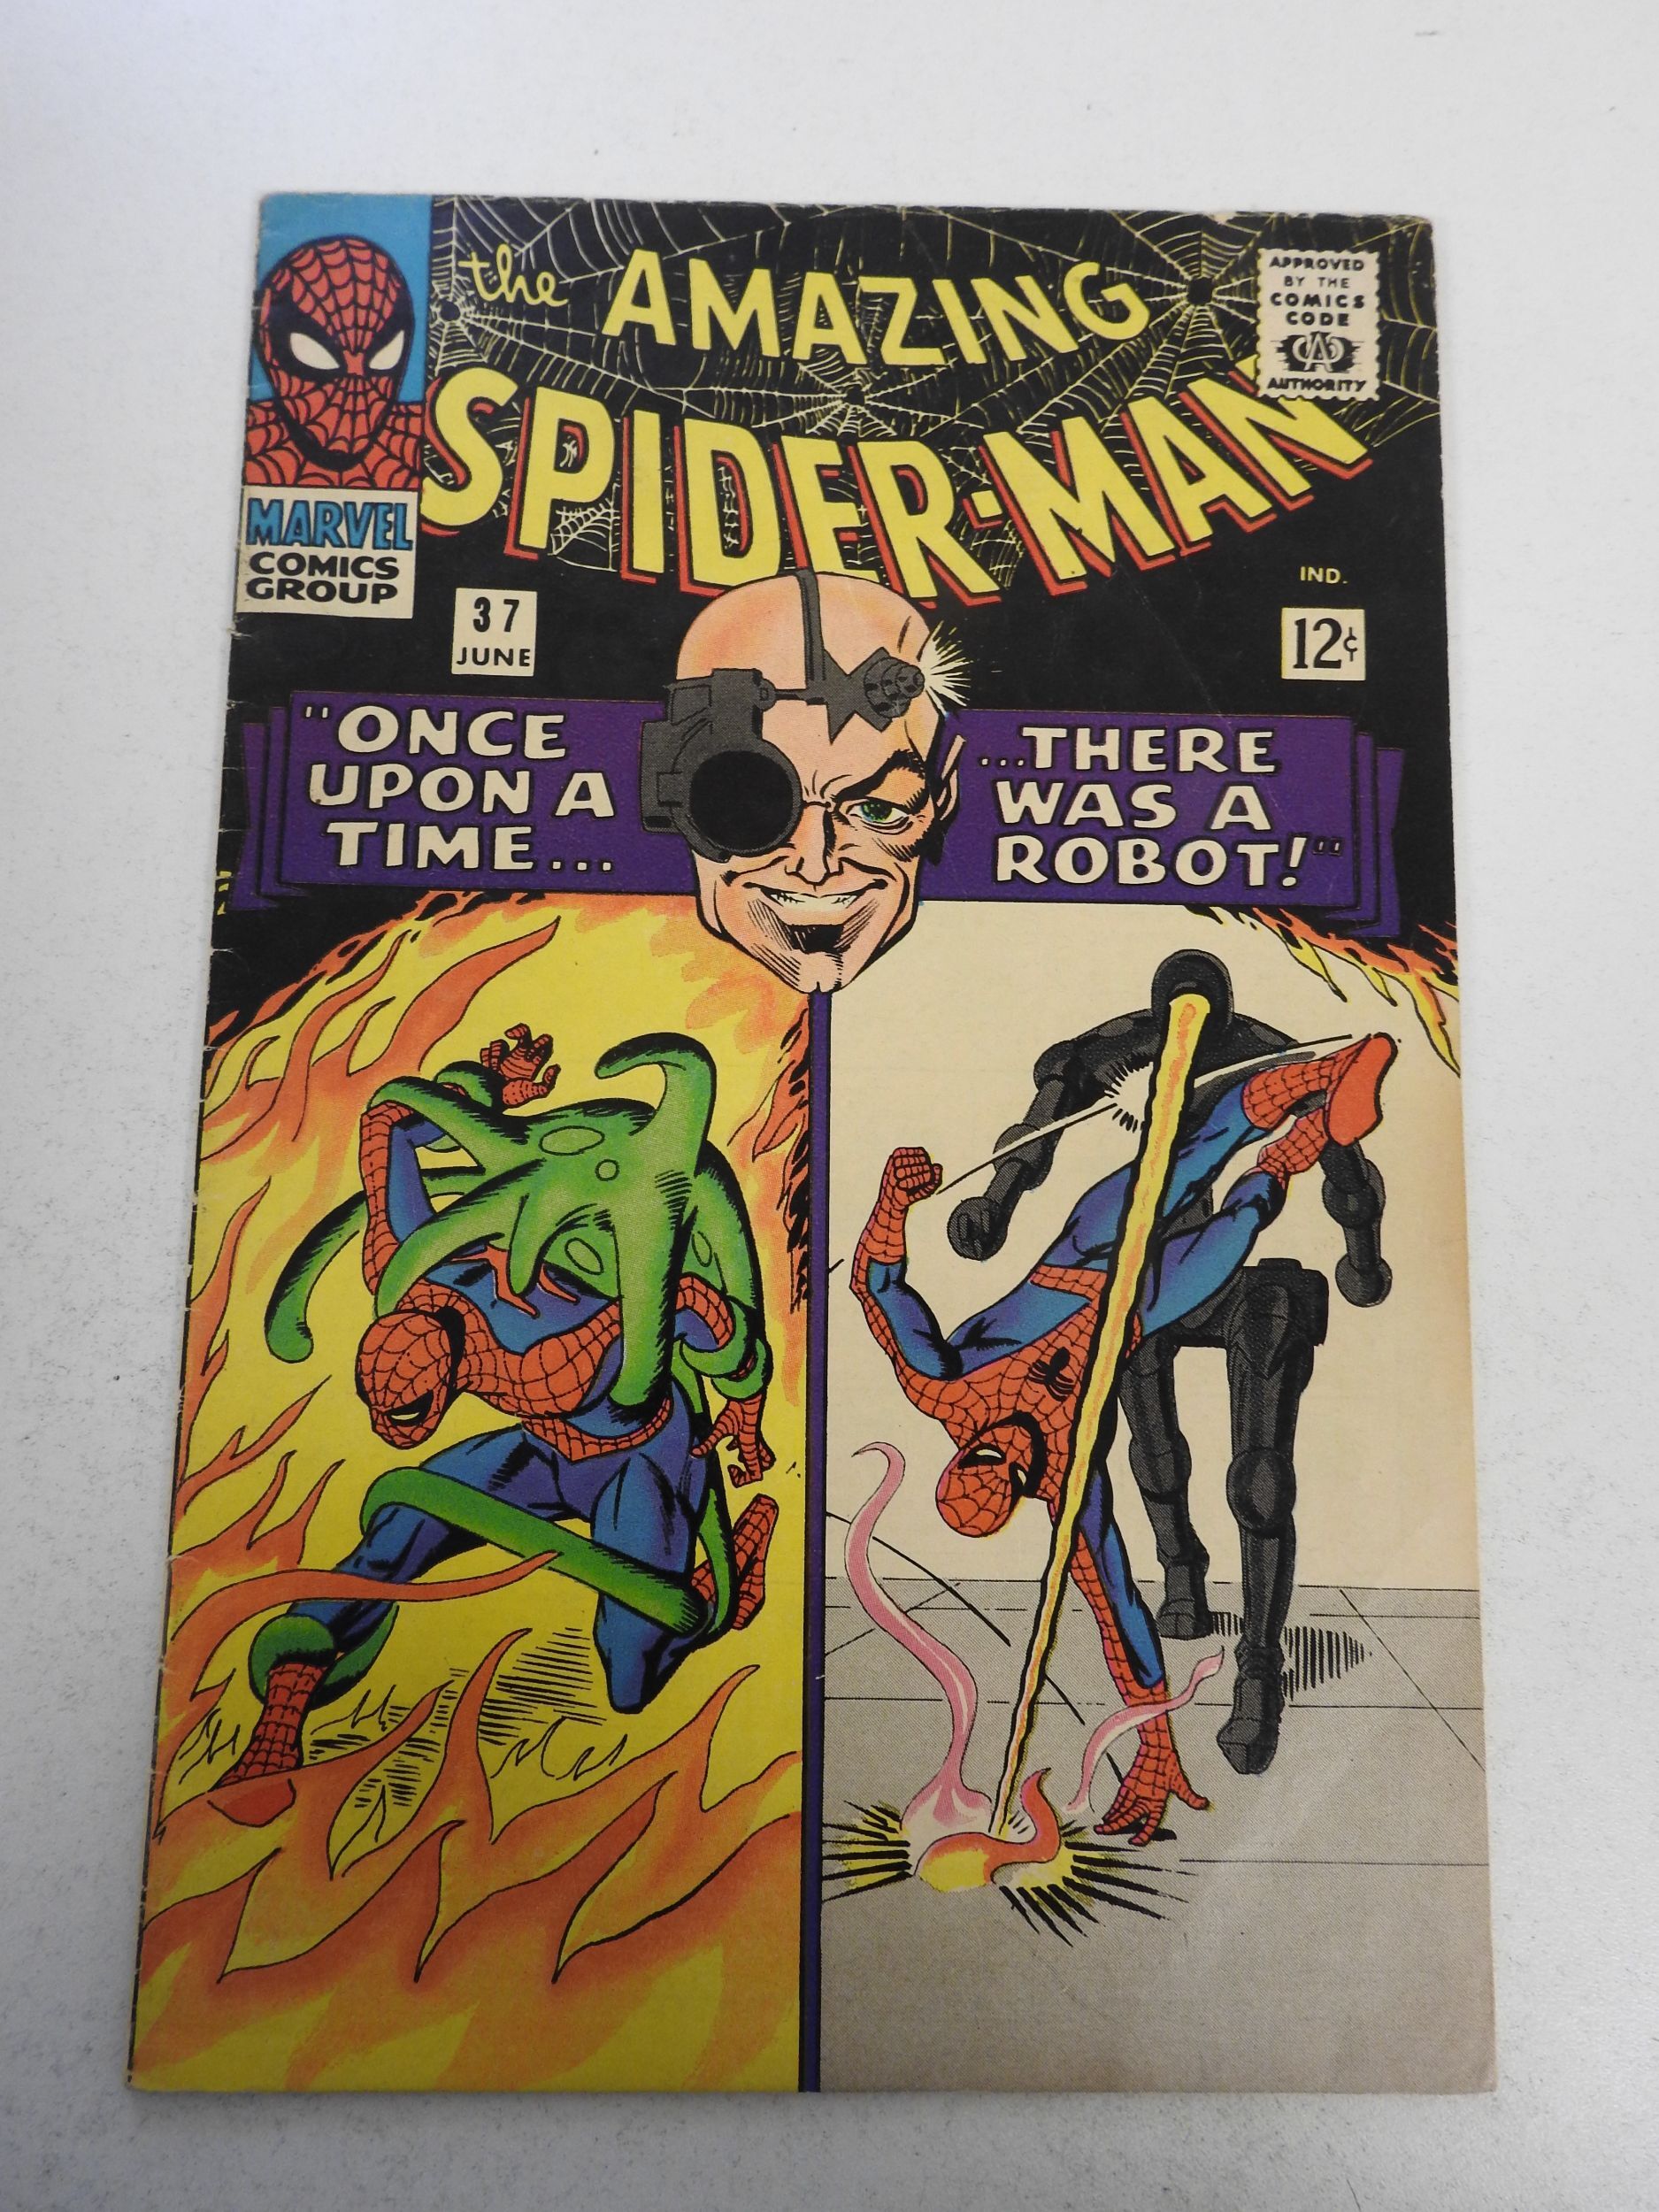 the AMAZING
SPIDER-MAN
APPROVED
BY THE
COMICS
CODE
CA
AUTHORITY
MARVEL
COMICS
GROUP
37
JUNE
IND.
12¢
"ONCE
UPON A
TIME...
...THERE
WAS A
ROBOT!"